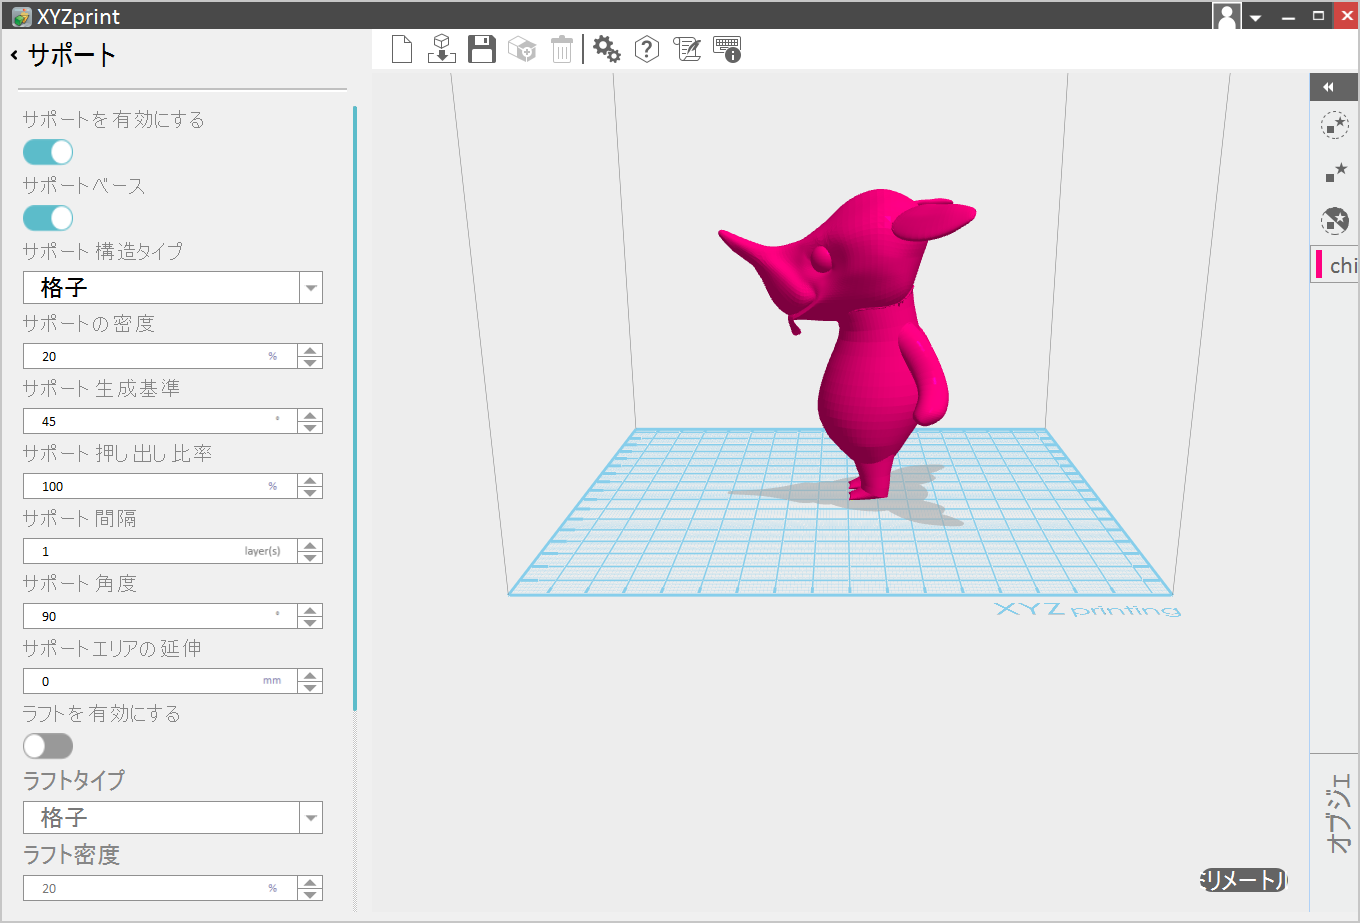 XYZprint
サポート
サポートを有効にする
サポートベース
サポート 構造タイプ
格子
サポートの密度
20 %
サポート 生成基準
45 °
サポート 押し出し比率
100 %
サポート 間隔
1 layer(s)
サポート 角度
90 °
サポートエリアの延伸
0 mm
ラフトを有効にする
ラフトタイプ
格子
ラフト密度
20 %
XYZprinting
chi
オブジェ
ミリメートル